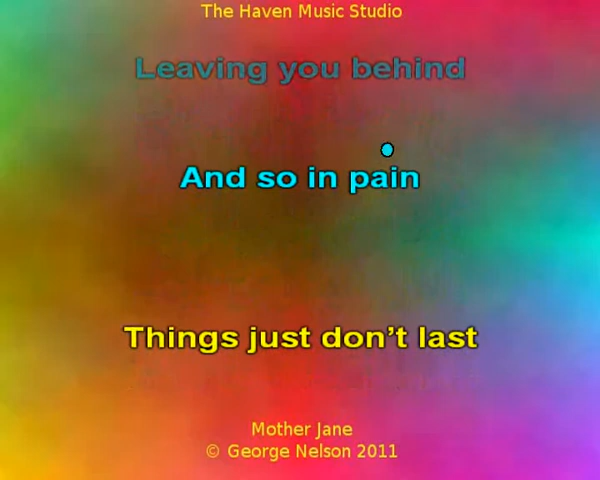 The Haven Music Studio
Leaving you behind
And so in pain
Things just don’t last
Mother Jane
© George Nelson 2011